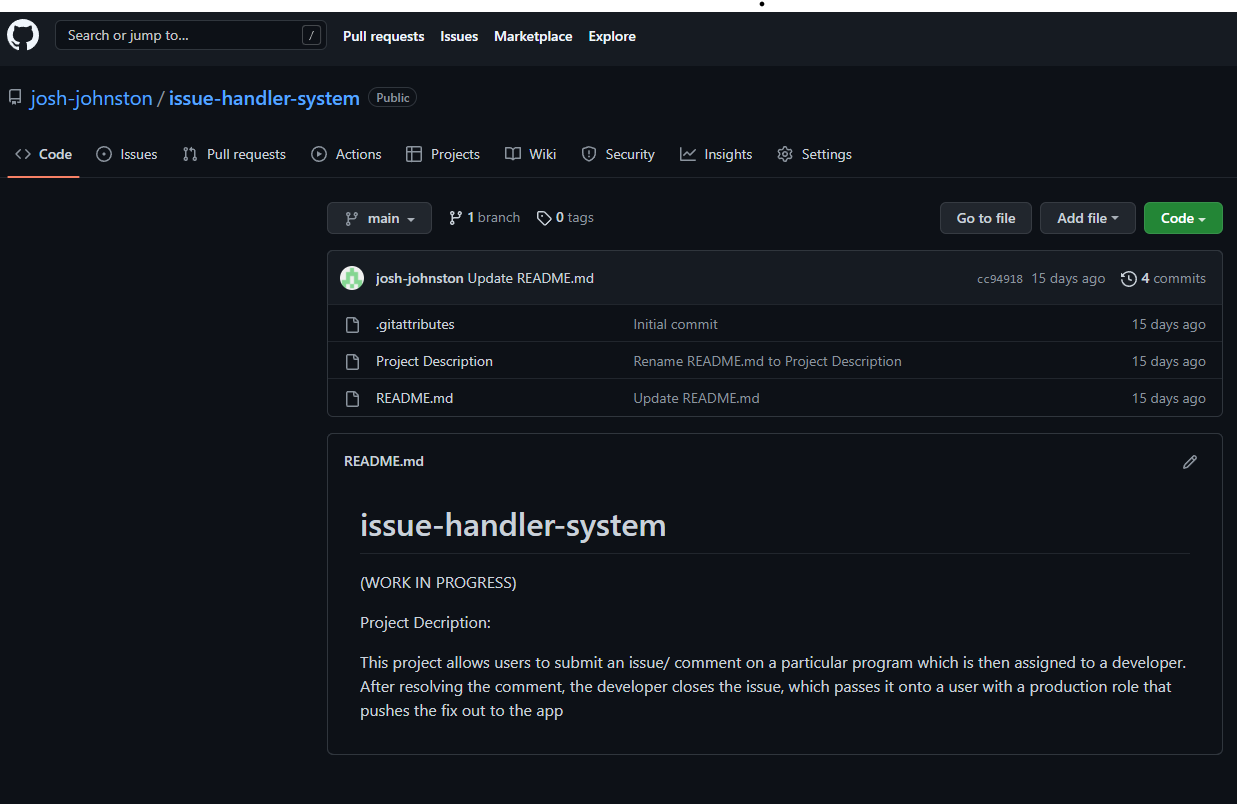 Search or jump to... /
Pull requests Issues Marketplace Explore
josh-johnston / issue-handler-system Public
Code Issues Pull requests Actions Projects Wiki Security Insights Settings
main 1 branch 0 tags Go to file Add file Code
josh-johnston Update README.md cc94918 15 days ago 4 commits
.gitattributes Initial commit 15 days ago
Project Description Rename README.md to Project Description 15 days ago
README.md Update README.md 15 days ago
README.md
issue-handler-system
(WORK IN PROGRESS)
Project Decription:
This project allows users to submit an issue/ comment on a particular program which is then assigned to a developer.
After resolving the comment, the developer closes the issue, which passes it onto a user with a production role that
pushes the fix out to the app